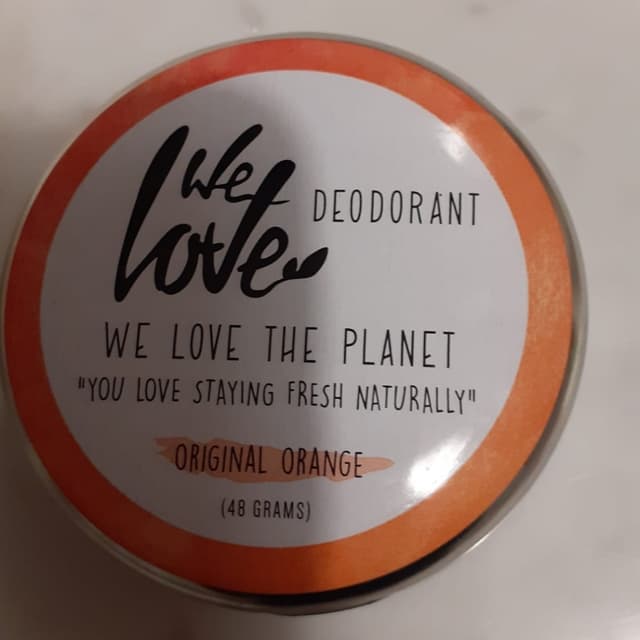 We
love
DEODORANT
WE LOVE THE PLANET
"YOU LOVE STAYING FRESH NATURALLY"
ORIGINAL ORANGE
(48 GRAMS)